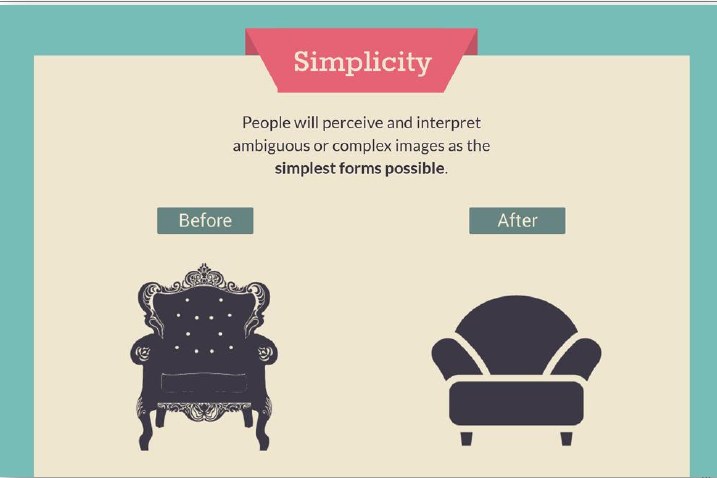 Simplicity
People will perceive and interpret
ambiguous or complex images as the
simplest forms possible.
Before
After